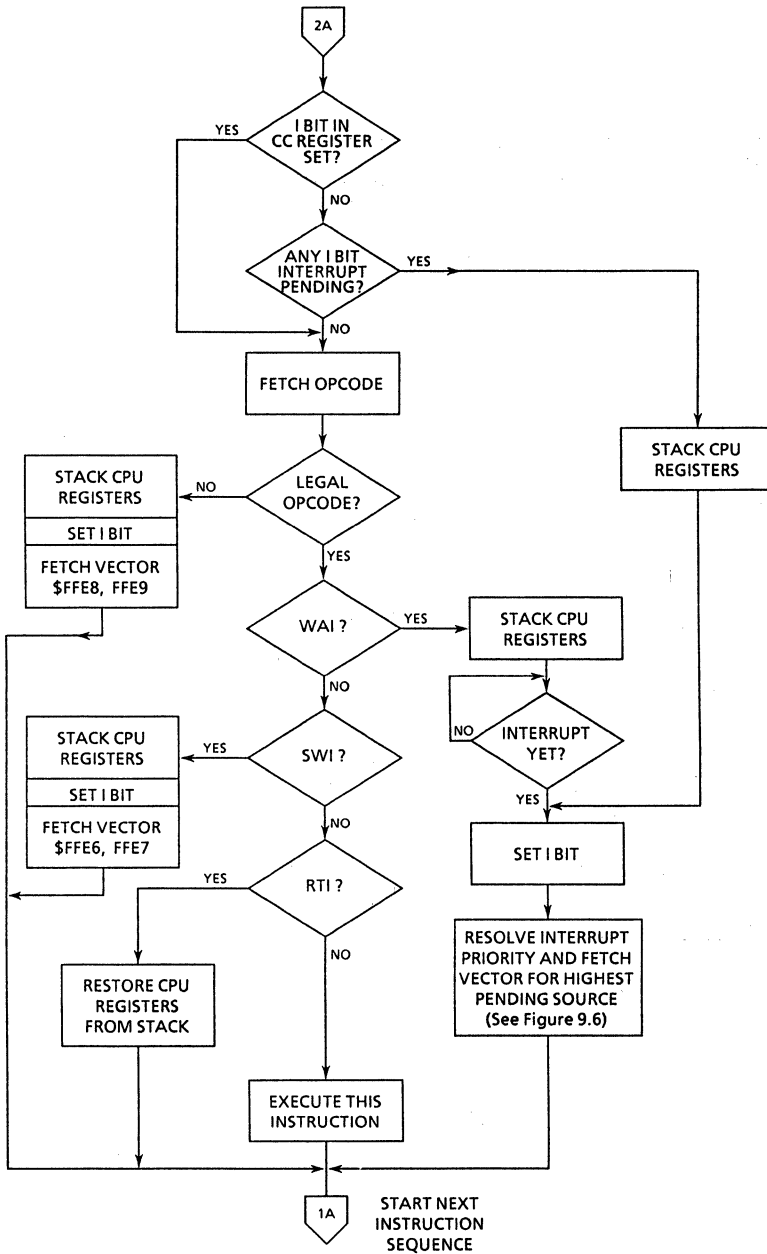 2A
I BIT IN
CC REGISTER
SET?
YES
NO
ANY I BIT
INTERRUPT
PENDING?
YES
NO
FETCH OPCODE
STACK CPU
REGISTERS
LEGAL
OPCODE?
NO
YES
STACK CPU
REGISTERS
SET I BIT
FETCH VECTOR
$FFE8, FFE9
WAI ?
YES
NO
STACK CPU
REGISTERS
INTERRUPT
YET?
NO
YES
SWI ?
YES
NO
STACK CPU
REGISTERS
SET I BIT
FETCH VECTOR
$FFE6, FFE7
SET I BIT
RTI ?
YES
NO
RESOLVE INTERRUPT
PRIORITY AND FETCH
VECTOR FOR HIGHEST
PENDING SOURCE
(See Figure 9.6)
RESTORE CPU
REGISTERS
FROM STACK
EXECUTE THIS
INSTRUCTION
1A
START NEXT
INSTRUCTION
SEQUENCE